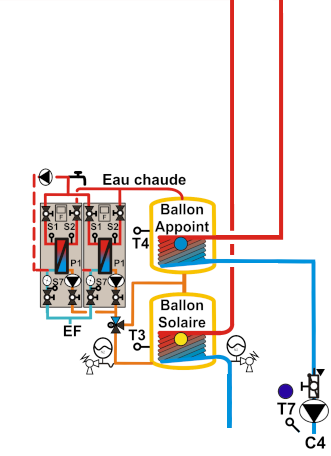 Eau chaude
F
F
S1 S2
S1 S2
Ballon
Appoint
T4
P1
P1
S7
S7
Ballon
Solaire
EF
T3
T7
C4